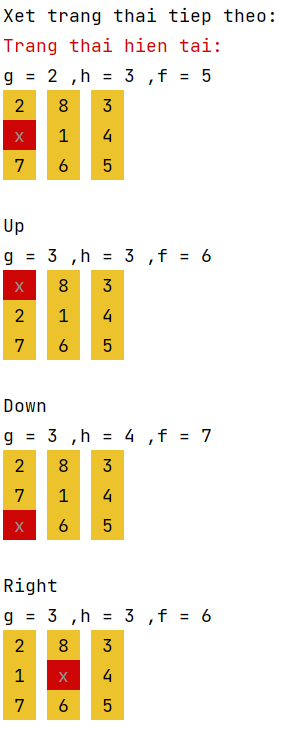 Xet trang thai tiep theo:
Trang thai hien tai:
g = 2 ,h = 3 ,f = 5
2 8 3
x 1 4
7 6 5
Up
g = 3 ,h = 3 ,f = 6
x 8 3
2 1 4
7 6 5
Down
g = 3 ,h = 4 ,f = 7
2 8 3
7 1 4
x 6 5
Right
g = 3 ,h = 3 ,f = 6
2 8 3
1 x 4
7 6 5